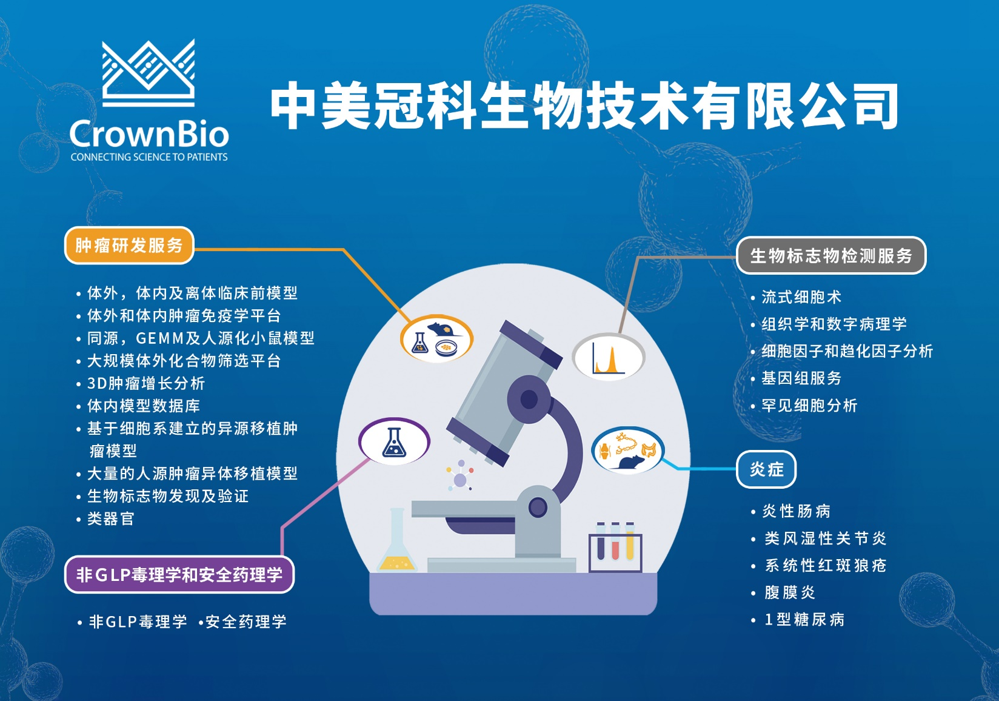 CrownBio
CONNECTING SCIENCE TO PATIENTS
中美冠科生物技术有限公司
肿瘤研发服务
• 体外，体内及离体临床前模型
• 体外和体内肿瘤免疫学平台
• 同源，GEMM及人源化小鼠模型
• 大规模体外化合物筛选平台
• 3D肿瘤增长分析
• 体内模型数据库
• 基于细胞系建立的异源移植肿
瘤模型
• 大量的人源肿瘤异体移植模型
• 生物标志物发现及验证
• 类器官
非GLP毒理学和安全药理学
• 非GLP毒理学 •安全药理学
生物标志物检测服务
• 流式细胞术
• 组织学和数字病理学
• 细胞因子和趋化因子分析
• 基因组服务
• 罕见细胞分析
炎症
• 炎性肠病
• 类风湿性关节炎
• 系统性红斑狼疮
• 腹膜炎
• 1型糖尿病